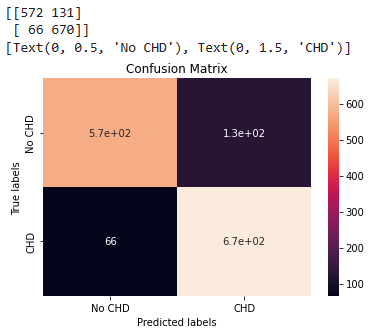 [[572 131]
 [ 66 670]]
[Text(0, 0.5, 'No CHD'), Text(0, 1.5, 'CHD')]
Confusion Matrix
No CHD
5.7e+02
1.3e+02
CHD
66
6.7e+02
True labels
No CHD
CHD
Predicted labels
600
500
400
300
200
100